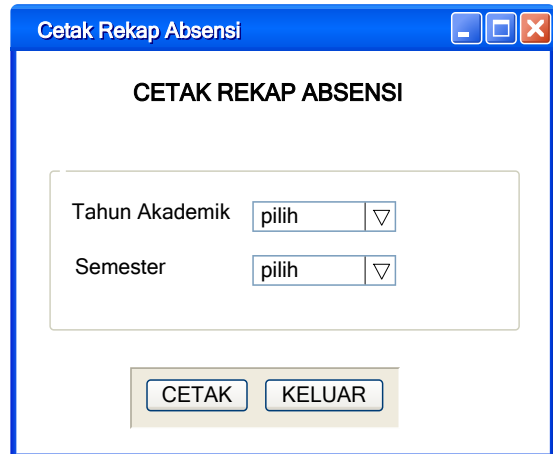 Cetak Rekap Absensi
CETAK REKAP ABSENSI
Tahun Akademik pilih
Semester pilih
CETAK KELUAR